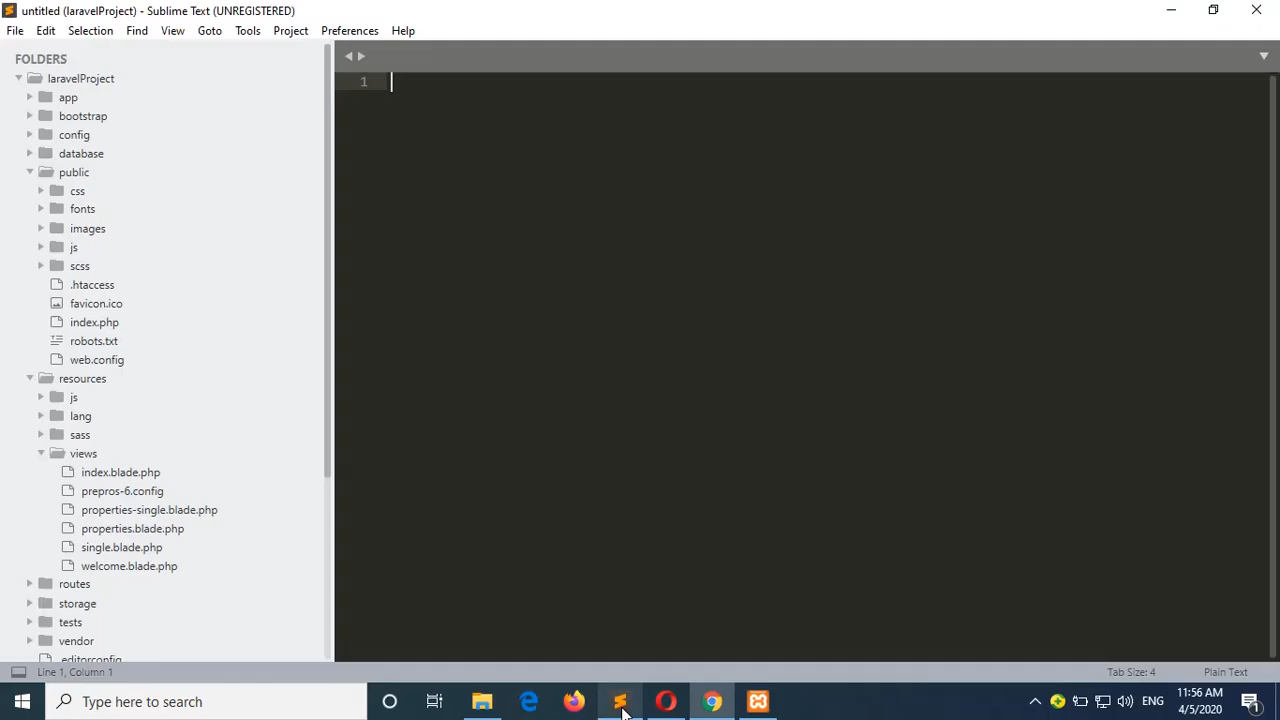 untitled (laravelProject) - Sublime Text (UNREGISTERED)
File Edit Selection Find View Goto Tools Project Preferences Help
FOLDERS
laravelProject
app
bootstrap
config
database
public
css
fonts
images
js
scss
.htaccess
favicon.ico
index.php
robots.txt
web.config
resources
js
lang
sass
views
index.blade.php
prepros-6.config
properties-single.blade.php
properties.blade.php
single.blade.php
welcome.blade.php
routes
storage
tests
vendor
.editorconfig
1
Line 1, Column 1
Tab Size: 4
Plain Text
Type here to search
ENG
11:56 AM
4/5/2020
1